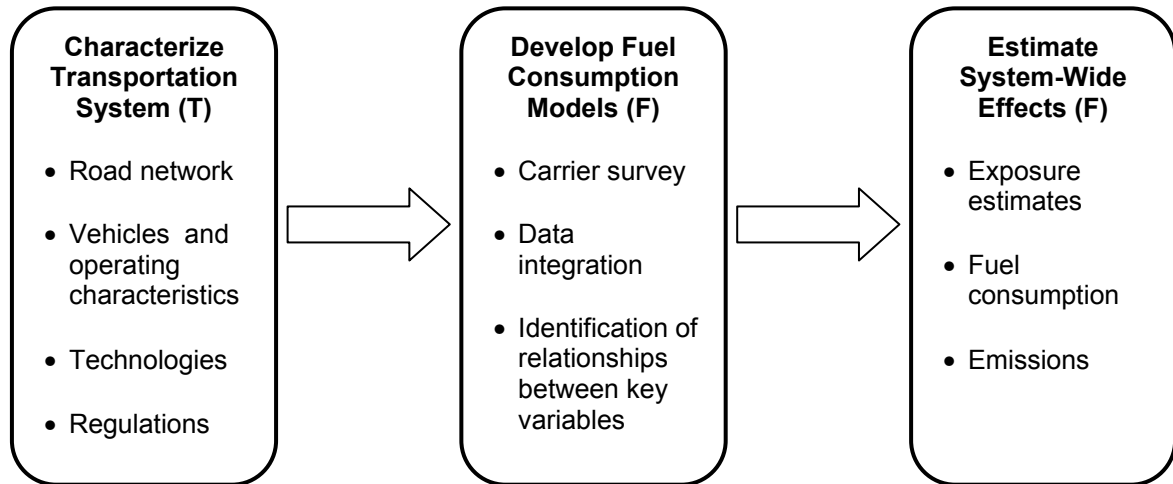 Characterize
Transportation
System (T)
• Road network
• Vehicles and
operating
characteristics
• Technologies
• Regulations
Develop Fuel
Consumption
Models (F)
• Carrier survey
• Data
integration
• Identification of
relationships
between key
variables
Estimate
System-Wide
Effects (F)
• Exposure
estimates
• Fuel
consumption
• Emissions